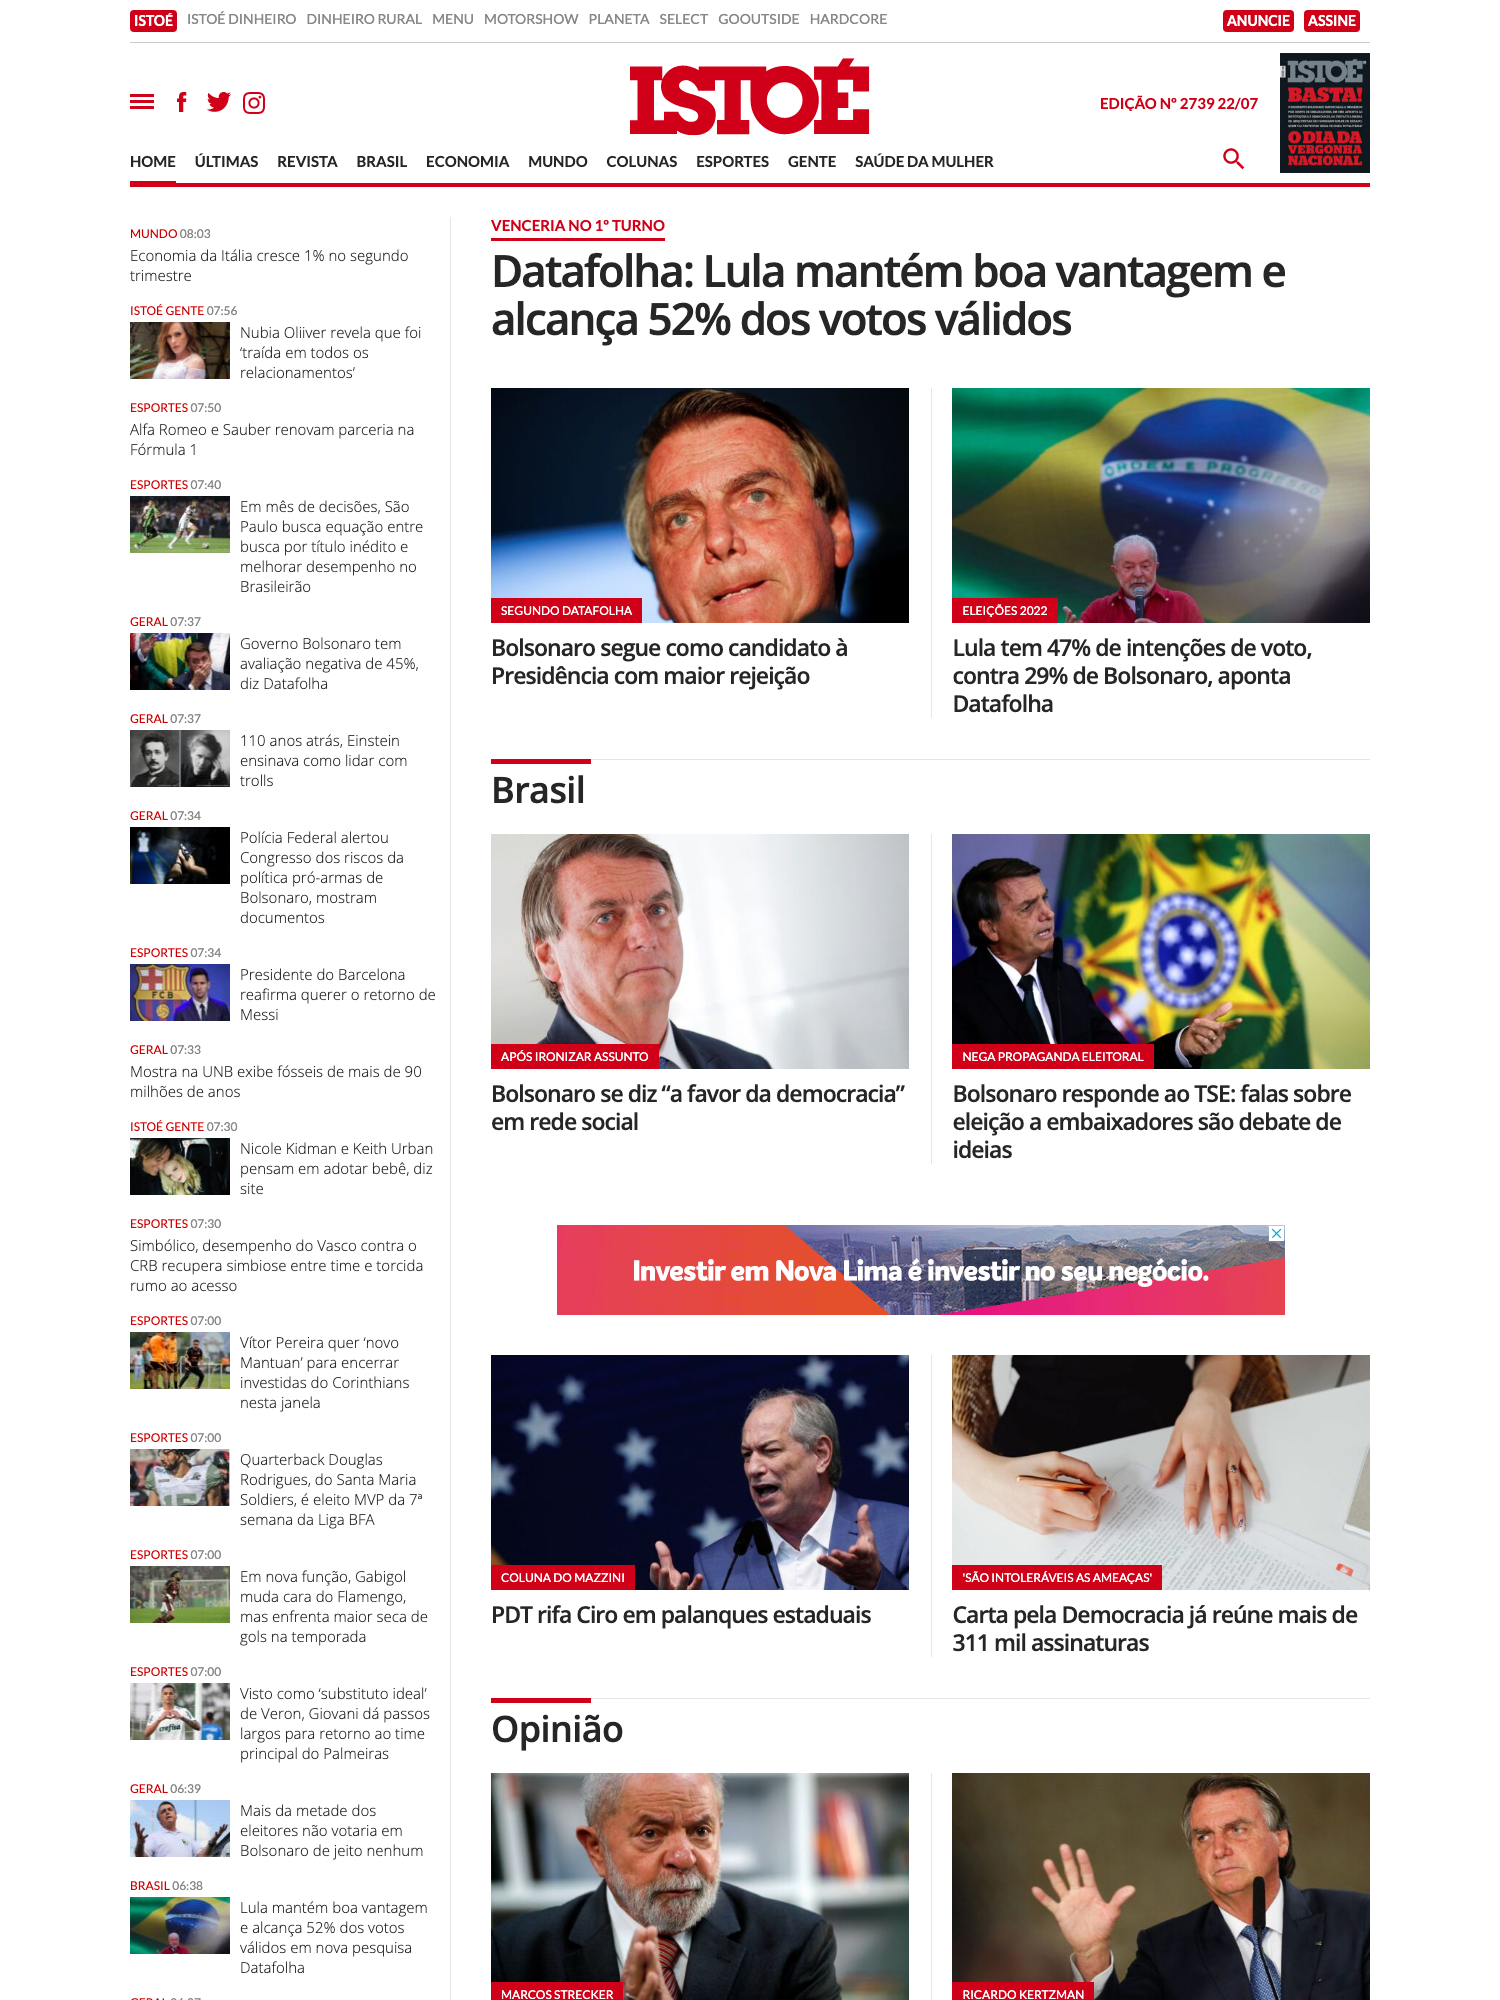 ISTOÉ ISTOÉ DINHEIRO DINHEIRO RURAL MENU MOTORSHOW PLANETA SELECT GOOUTSIDE HARDCORE ANUNCIE ASSINE
ISTOÉ
EDIÇÃO Nº 2739 22/07
ISTOÉ
BASTA!
O DIA DA
VERGONHA
NACIONAL
HOME ÚLTIMAS REVISTA BRASIL ECONOMIA MUNDO COLUNAS ESPORTES GENTE SAÚDE DA MULHER
MUNDO 08:03
Economia da Itália cresce 1% no segundo
trimestre
ISTOÉ GENTE 07:56
Nubia Oliiver revela que foi
‘traída em todos os
relacionamentos’
ESPORTES 07:50
Alfa Romeo e Sauber renovam parceria na
Fórmula 1
ESPORTES 07:40
Em mês de decisões, São
Paulo busca equação entre
busca por título inédito e
melhorar desempenho no
Brasileirão
GERAL 07:37
Governo Bolsonaro tem
avaliação negativa de 45%,
diz Datafolha
GERAL 07:37
110 anos atrás, Einstein
ensinava como lidar com
trolls
GERAL 07:34
Polícia Federal alertou
Congresso dos riscos da
política pró-armas de
Bolsonaro, mostram
documentos
ESPORTES 07:34
FCB
Presidente do Barcelona
reafirma querer o retorno de
Messi
GERAL 07:33
Mostra na UNB exibe fósseis de mais de 90
milhões de anos
ISTOÉ GENTE 07:30
Nicole Kidman e Keith Urban
pensam em adotar bebê, diz
site
ESPORTES 07:30
Simbólico, desempenho do Vasco contra o
CRB recupera simbiose entre time e torcida
rumo ao acesso
ESPORTES 07:00
Vítor Pereira quer ‘novo
Mantuan’ para encerrar
investidas do Corinthians
nesta janela
ESPORTES 07:00
Quarterback Douglas
Rodrigues, do Santa Maria
Soldiers, é eleito MVP da 7ª
semana da Liga BFA
ESPORTES 07:00
Em nova função, Gabigol
muda cara do Flamengo,
mas enfrenta maior seca de
gols na temporada
ESPORTES 07:00
crefisa
Visto como ‘substituto ideal’
de Veron, Giovani dá passos
largos para retorno ao time
principal do Palmeiras
GERAL 06:39
Mais da metade dos
eleitores não votaria em
Bolsonaro de jeito nenhum
BRASIL 06:38
Lula mantém boa vantagem
e alcança 52% dos votos
válidos em nova pesquisa
Datafolha
VENCERIA NO 1º TURNO
Datafolha: Lula mantém boa vantagem e
alcança 52% dos votos válidos
SEGUNDO DATAFOLHA
Bolsonaro segue como candidato à
Presidência com maior rejeição
ORDEM E PROGRESSO
ELEIÇÕES 2022
Lula tem 47% de intenções de voto,
contra 29% de Bolsonaro, aponta
Datafolha
Brasil
APÓS IRONIZAR ASSUNTO
Bolsonaro se diz “a favor da democracia”
em rede social
NEGA PROPAGANDA ELEITORAL
Bolsonaro responde ao TSE: falas sobre
eleição a embaixadores são debate de
ideias
Investir em Nova Lima é investir no seu negócio.
COLUNA DO MAZZINI
PDT rifa Ciro em palanques estaduais
'SÃO INTOLERÁVEIS AS AMEAÇAS'
Carta pela Democracia já reúne mais de
311 mil assinaturas
Opinião
MARCOS STRECKER
RICARDO KERTZMAN